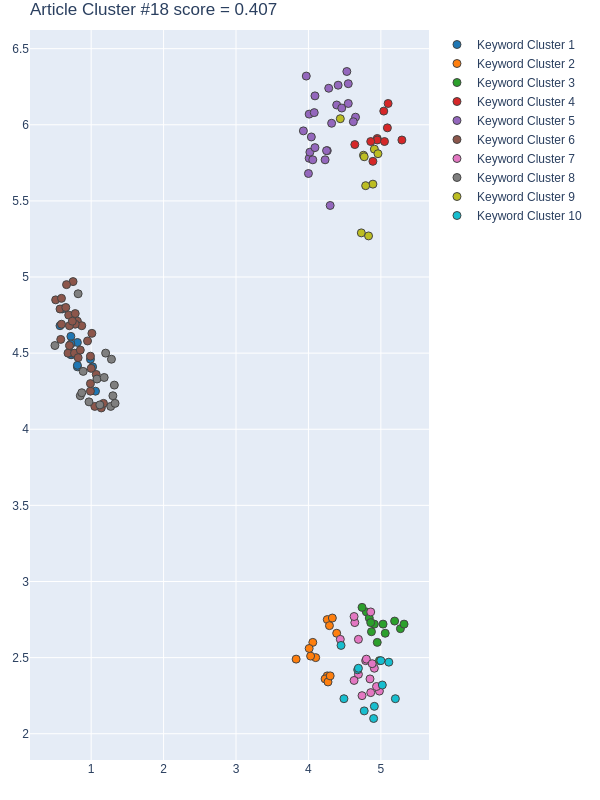 Article Cluster #18 score = 0.407
6.5
6
5.5
5
4.5
4
3.5
3
2.5
2
1
2
3
4
5
Keyword Cluster 1
Keyword Cluster 2
Keyword Cluster 3
Keyword Cluster 4
Keyword Cluster 5
Keyword Cluster 6
Keyword Cluster 7
Keyword Cluster 8
Keyword Cluster 9
Keyword Cluster 10